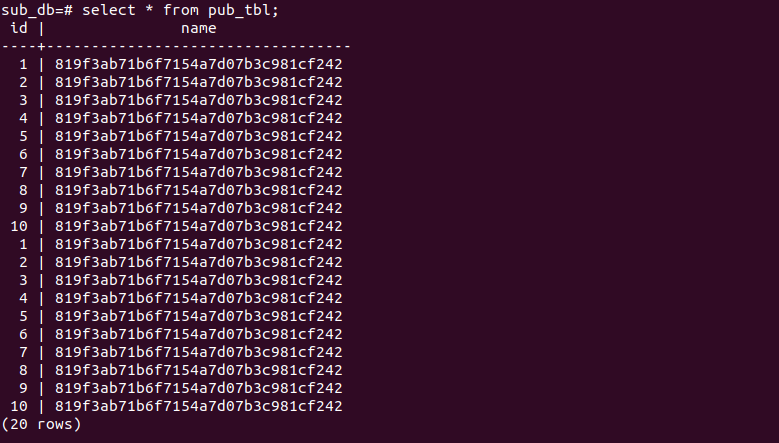 sub_db=# select * from pub_tbl;
 id |               name
----+----------------------------------
  1 | 819f3ab71b6f7154a7d07b3c981cf242
  2 | 819f3ab71b6f7154a7d07b3c981cf242
  3 | 819f3ab71b6f7154a7d07b3c981cf242
  4 | 819f3ab71b6f7154a7d07b3c981cf242
  5 | 819f3ab71b6f7154a7d07b3c981cf242
  6 | 819f3ab71b6f7154a7d07b3c981cf242
  7 | 819f3ab71b6f7154a7d07b3c981cf242
  8 | 819f3ab71b6f7154a7d07b3c981cf242
  9 | 819f3ab71b6f7154a7d07b3c981cf242
 10 | 819f3ab71b6f7154a7d07b3c981cf242
  1 | 819f3ab71b6f7154a7d07b3c981cf242
  2 | 819f3ab71b6f7154a7d07b3c981cf242
  3 | 819f3ab71b6f7154a7d07b3c981cf242
  4 | 819f3ab71b6f7154a7d07b3c981cf242
  5 | 819f3ab71b6f7154a7d07b3c981cf242
  6 | 819f3ab71b6f7154a7d07b3c981cf242
  7 | 819f3ab71b6f7154a7d07b3c981cf242
  8 | 819f3ab71b6f7154a7d07b3c981cf242
  9 | 819f3ab71b6f7154a7d07b3c981cf242
 10 | 819f3ab71b6f7154a7d07b3c981cf242
(20 rows)